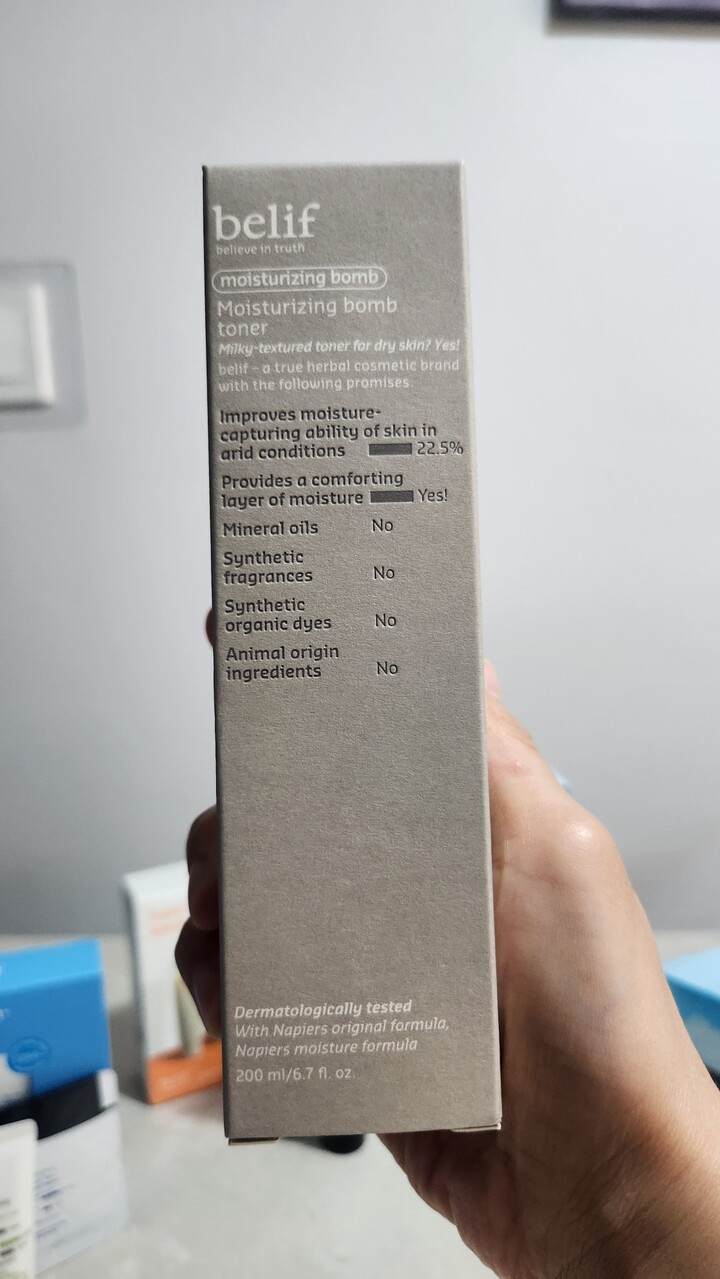 belif
believe in truth
moisturizing bomb
Moisturizing bomb
toner
Milky-textured toner for dry skin? Yes!
belif – a true herbal cosmetic brand
with the following promises
Improves moisture-
capturing ability of skin in
arid conditions 22.5%
Provides a comforting
layer of moisture Yes!
Mineral oils No
Synthetic
fragrances No
Synthetic
organic dyes No
Animal origin
ingredients No
Dermatologically tested
With Napiers original formula,
Napiers moisture formula
200 ml/6.7 fl. oz.